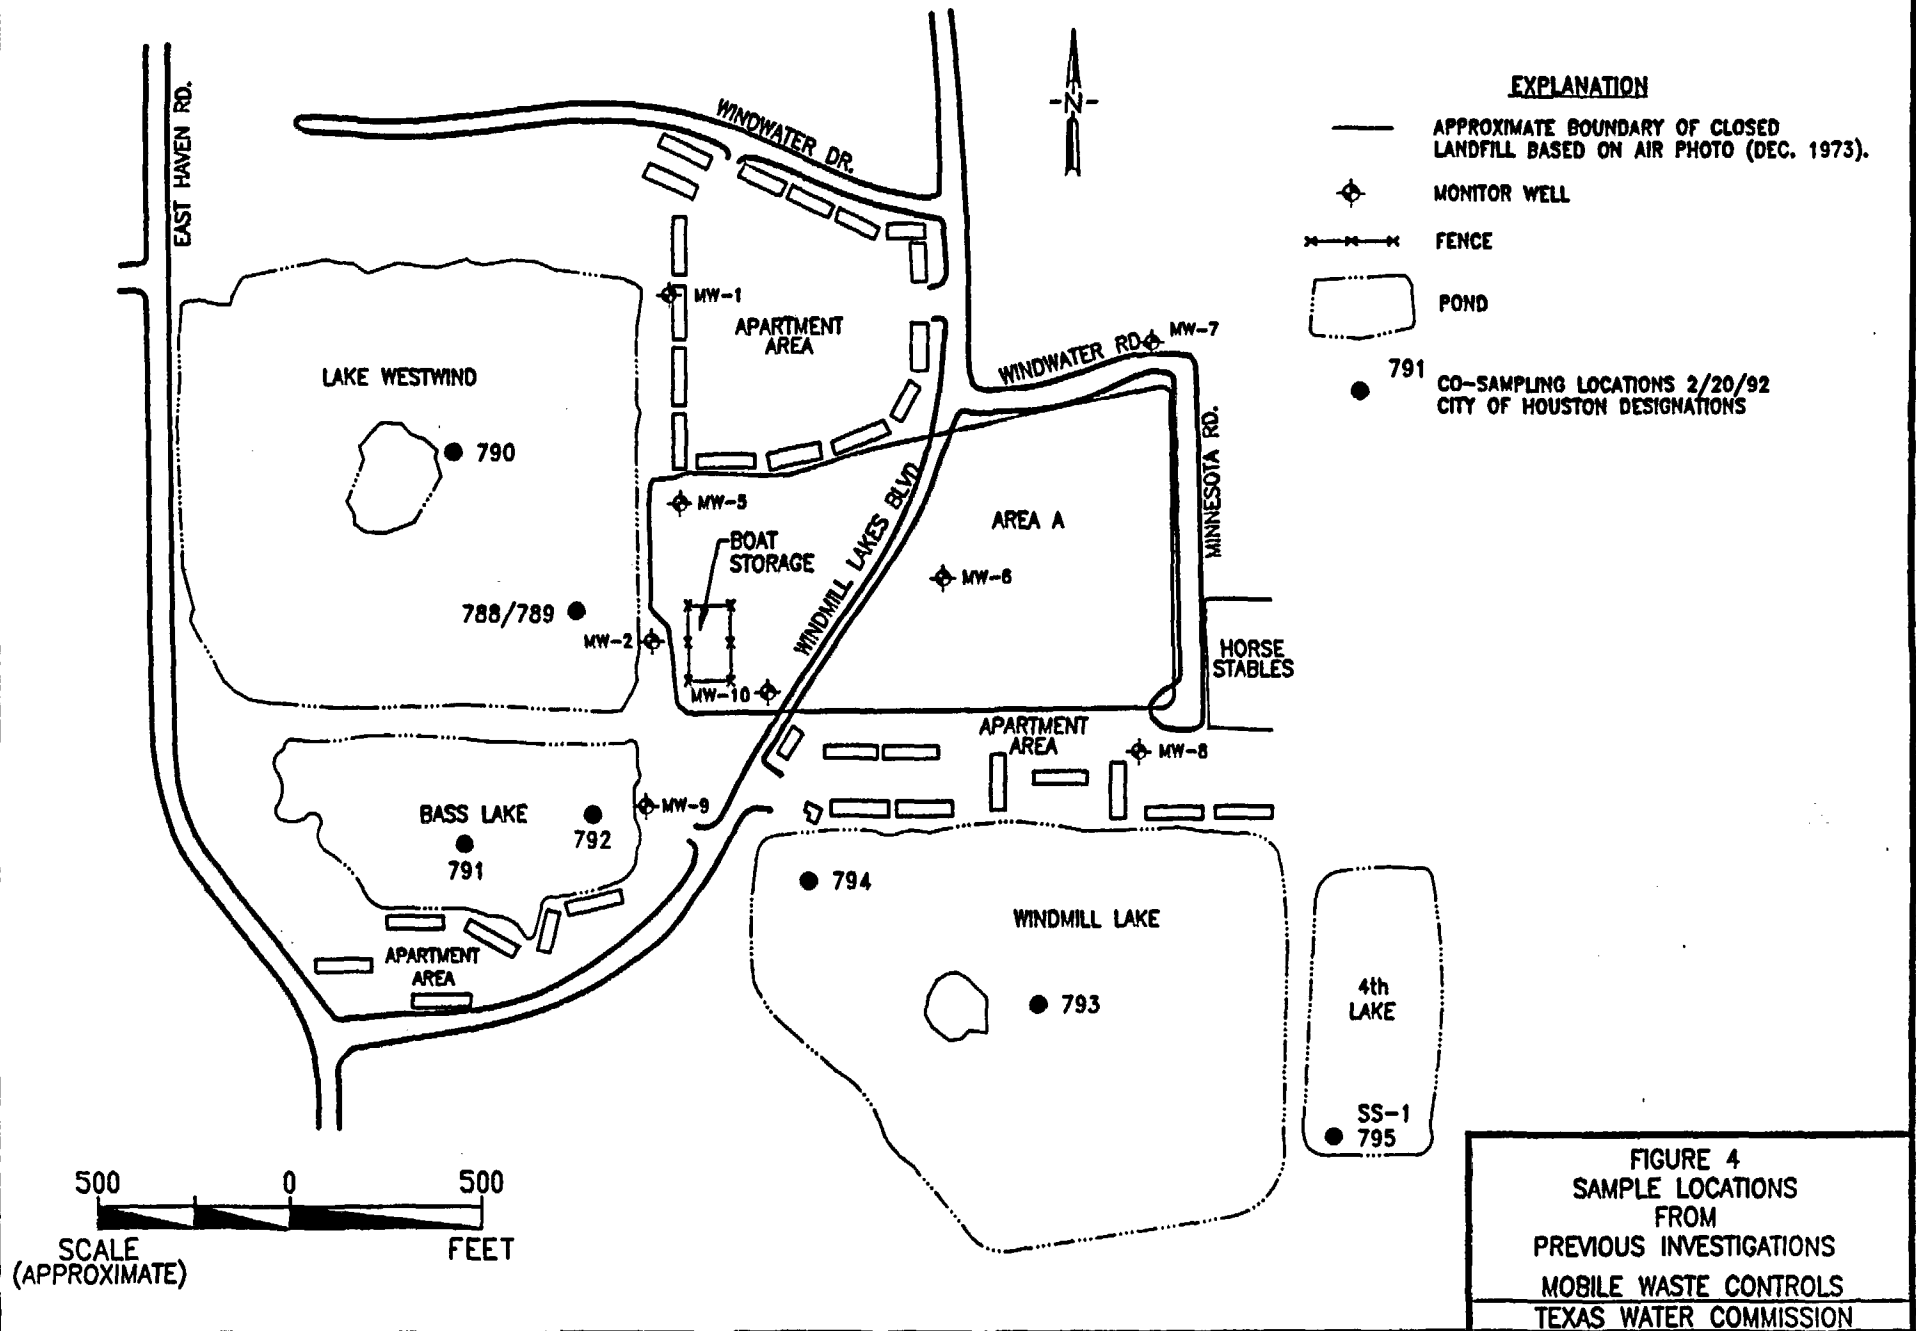 EAST HAVEN RD.
WINDWATER DR.
-N-
EXPLANATION
APPROXIMATE BOUNDARY OF CLOSED
LANDFILL BASED ON AIR PHOTO (DEC. 1973).
MONITOR WELL
FENCE
POND
791
CO-SAMPLING LOCATIONS 2/20/92
CITY OF HOUSTON DESIGNATIONS
MW-1
APARTMENT
AREA
WINDWATER RD.
MW-7
LAKE WESTWIND
790
MINNESOTA RD.
MW-5
WINDMILL LAKES BLVD.
AREA A
BOAT
STORAGE
MW-6
788/789
MW-2
HORSE
STABLES
MW-10
APARTMENT
AREA
MW-8
BASS LAKE
792
MW-9
791
794
WINDMILL LAKE
APARTMENT
AREA
793
4th
LAKE
SS-1
795
500 0 500
SCALE FEET
(APPROXIMATE)
FIGURE 4
SAMPLE LOCATIONS
FROM
PREVIOUS INVESTIGATIONS
MOBILE WASTE CONTROLS
TEXAS WATER COMMISSION